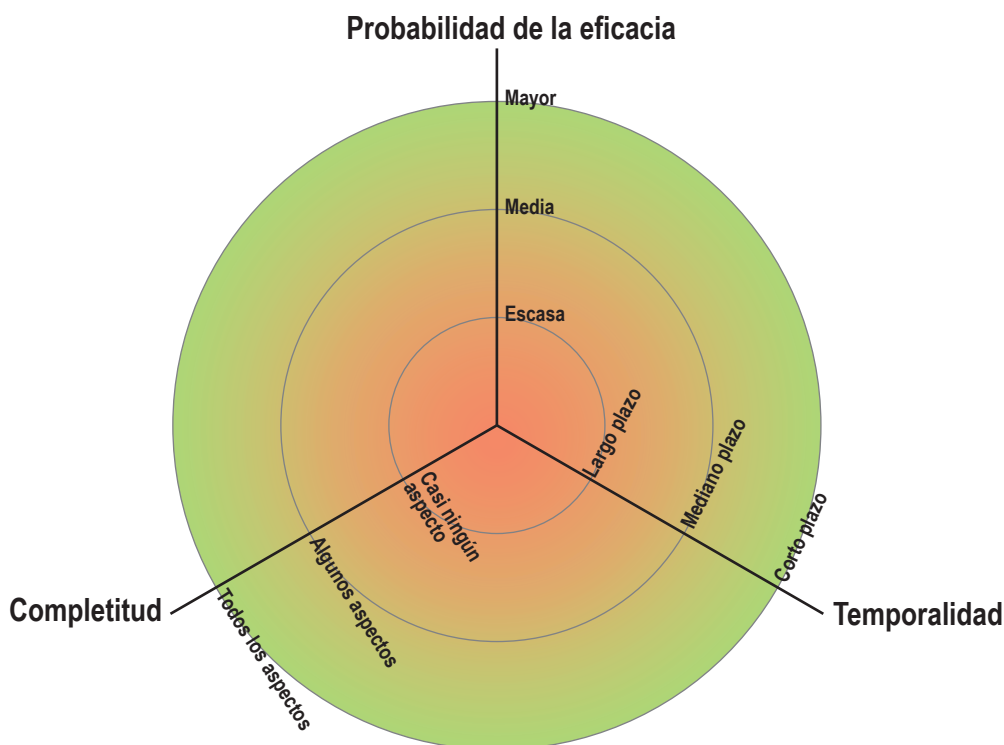 Probabilidad de la eficacia
Mayor
Media
Escasa
Largo plazo
Mediano plazo
Corto plazo
Temporalidad
Casi ningún
aspecto
Algunos aspectos
Todos los aspectos
Completitud